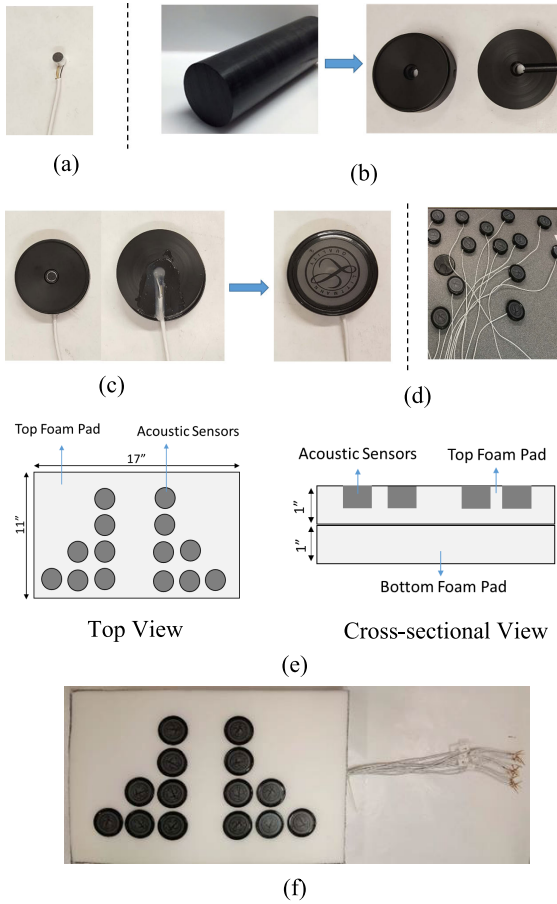 (a)
(b)
(c)
(d)
Top Foam Pad
Acoustic Sensors
17”
11”
Top View
Acoustic Sensors
Top Foam Pad
1”
1”
Bottom Foam Pad
Cross-sectional View
(e)
(f)